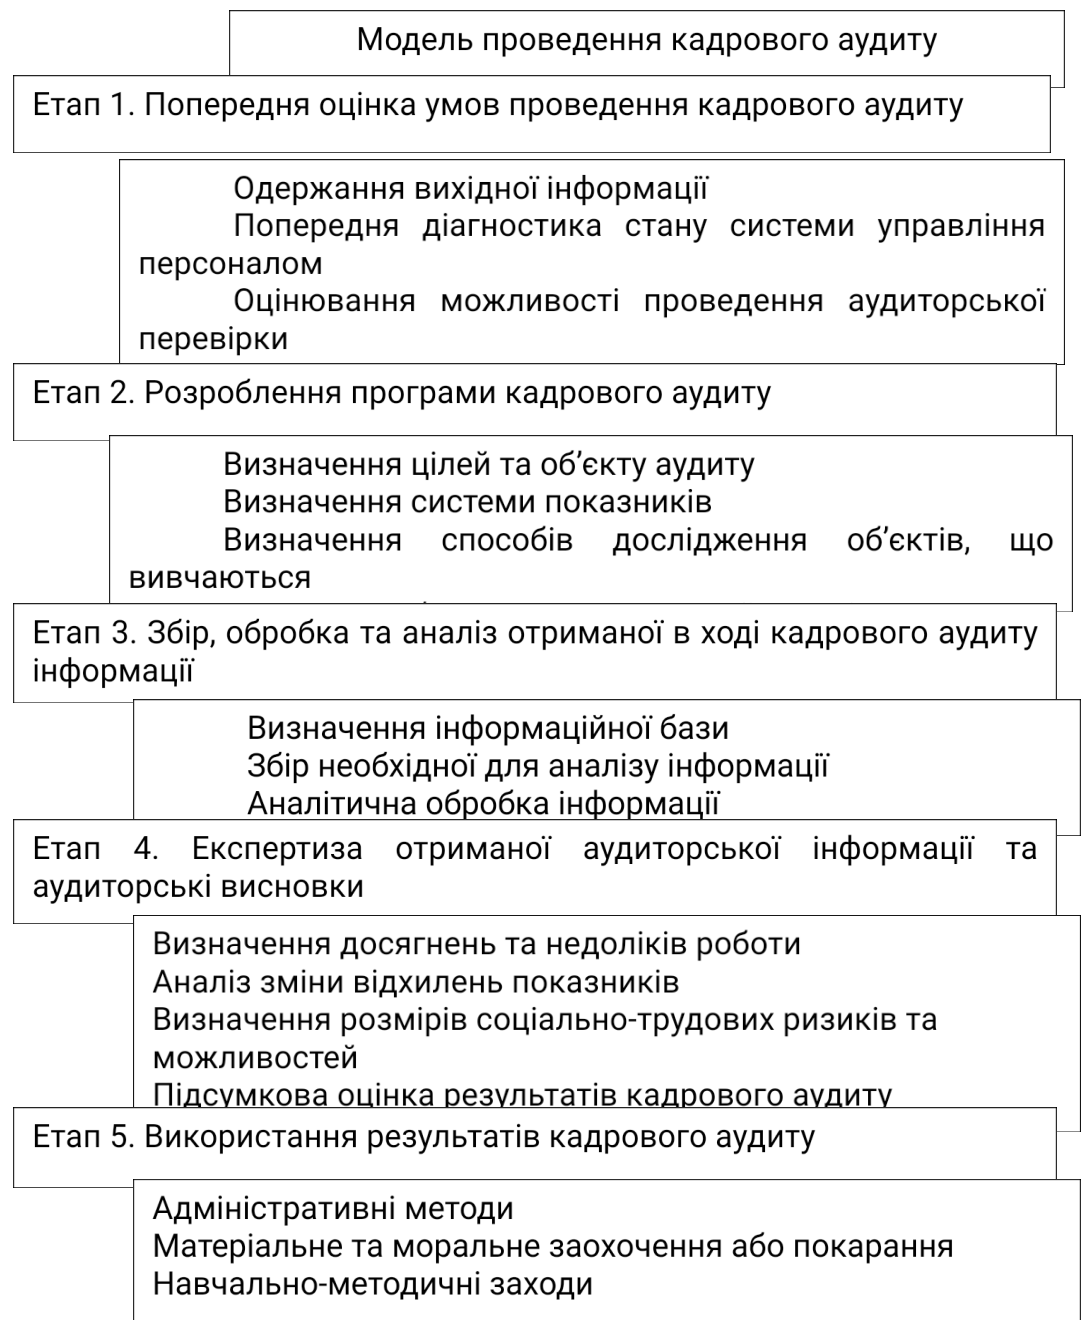 Модель проведення кадрового аудиту
Етап 1. Попередня оцінка умов проведення кадрового аудиту
Одержання вихідної інформації
Попередня діагностика стану системи управління
персоналом
Оцінювання можливості проведення аудиторської
перевірки
Етап 2. Розроблення програми кадрового аудиту
Визначення цілей та об’єкту аудиту
Визначення системи показників
Визначення способів дослідження об’єктів, що
вивчаються
Етап 3. Збір, обробка та аналіз отриманої в ході кадрового аудиту
інформації
Визначення інформаційної бази
Збір необхідної для аналізу інформації
Аналітична обробка інформації
Етап 4. Експертиза отриманої аудиторської інформації та
аудиторські висновки
Визначення досягнень та недоліків роботи
Аналіз зміни відхилень показників
Визначення розмірів соціально-трудових ризиків та
можливостей
Підсумкова оцінка результатів кадрового аудиту
Етап 5. Використання результатів кадрового аудиту
Адміністративні методи
Матеріальне та моральне заохочення або покарання
Навчально-методичні заходи